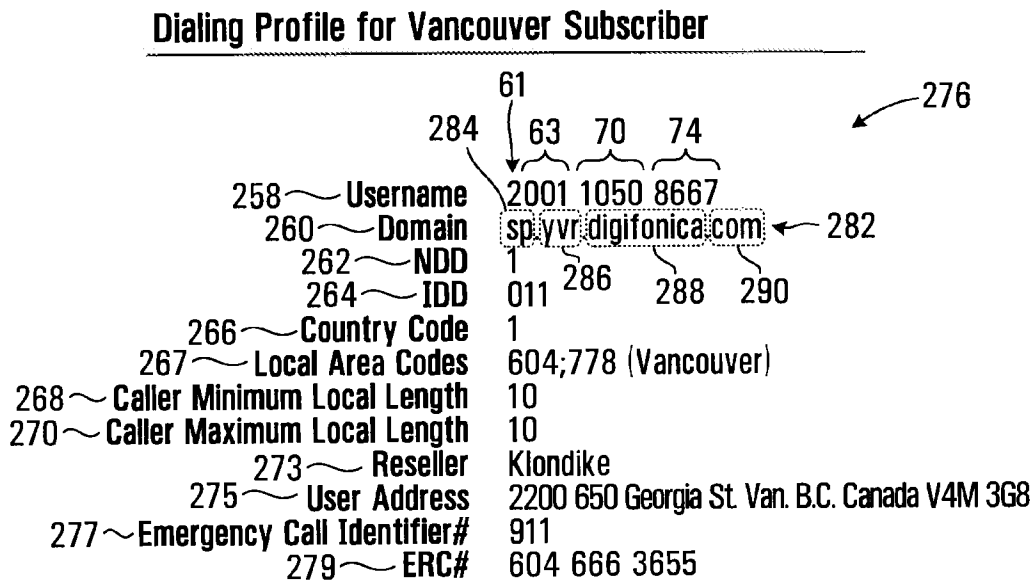 Dialing Profile for Vancouver Subscriber
61
276
284 63 70 74
258 Username 2001 1050 8667
260 Domain sp.yvr.digifonica.com 282
262 NDD 1 286 288 290
264 IDD 011
266 Country Code 1
267 Local Area Codes 604;778 (Vancouver)
268 Caller Minimum Local Length 10
270 Caller Maximum Local Length 10
273 Reseller Klondike
275 User Address 2200 650 Georgia St. Van. B.C. Canada V4M 3G8
277 Emergency Call Identifier# 911
279 ERC# 604 666 3655